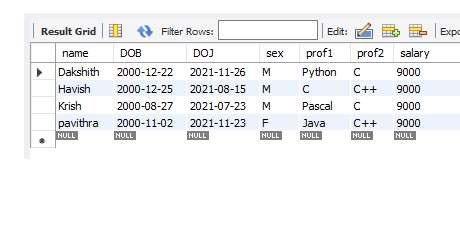 Result Grid Filter Rows: Edit: Expo
name DOB DOJ sex prof1 prof2 salary
Dakshith 2000-12-22 2021-11-26 M Python C 9000
Havish 2000-12-25 2021-08-15 M C C++ 9000
Krish 2000-08-27 2021-07-23 M Pascal C 9000
pavithra 2000-11-02 2021-11-23 F Java C++ 9000
NULL NULL NULL NULL NULL NULL NULL